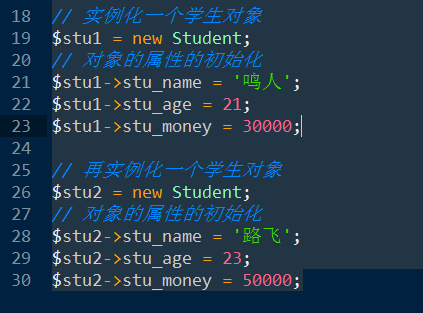 18 // 实例化一个学生对象
19 $stu1 = new Student;
20 // 对象的属性的初始化
21 $stu1->stu_name = '鸣人';
22 $stu1->stu_age = 21;
23 $stu1->stu_money = 30000;
24
25 // 再实例化一个学生对象
26 $stu2 = new Student;
27 // 对象的属性的初始化
28 $stu2->stu_name = '路飞';
29 $stu2->stu_age = 23;
30 $stu2->stu_money = 50000;